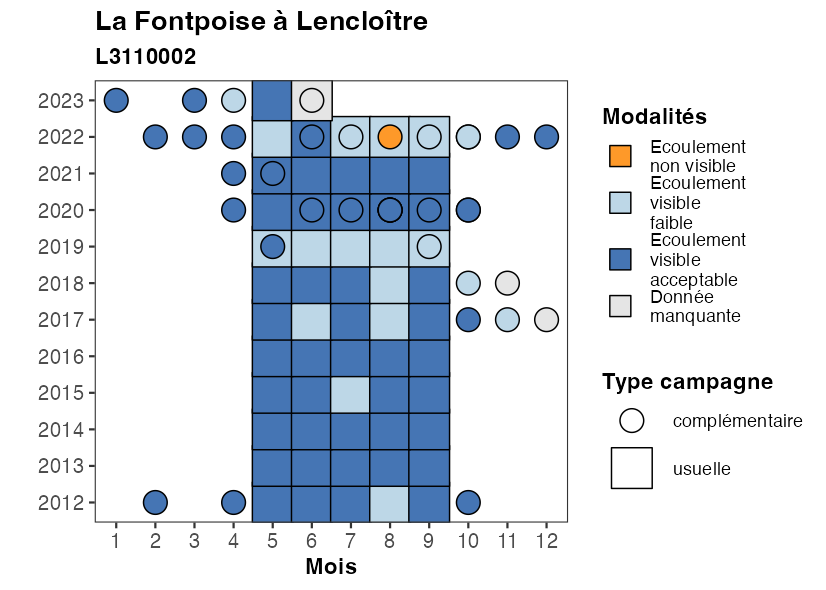 La Fontpoise à Lencloître
L3110002
2023
2022
2021
2020
2019
2018
2017
2016
2015
2014
2013
2012
1 2 3 4 5 6 7 8 9 10 11 12
Mois
Modalités
Ecoulement
non visible
Ecoulement
visible
faible
Ecoulement
visible
acceptable
Donnée
manquante
Type campagne
complémentaire
usuelle